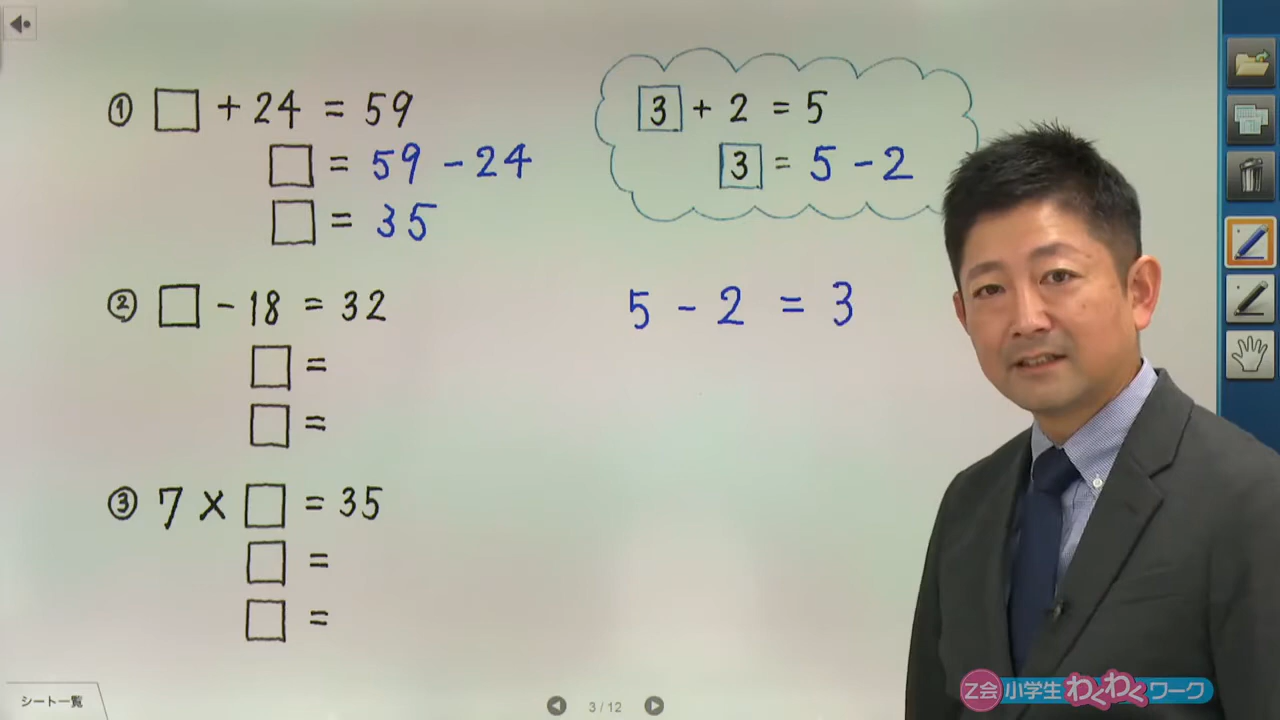 ① □ + 24 = 59
□ = 59 - 24
□ = 35
② □ - 18 = 32
□ =
□ =
③ 7 × □ = 35
□ =
□ =
3 + 2 = 5
3 = 5 - 2
5 - 2 = 3
シート一覧
3 / 12
Z会 小学生 わくわく ワーク